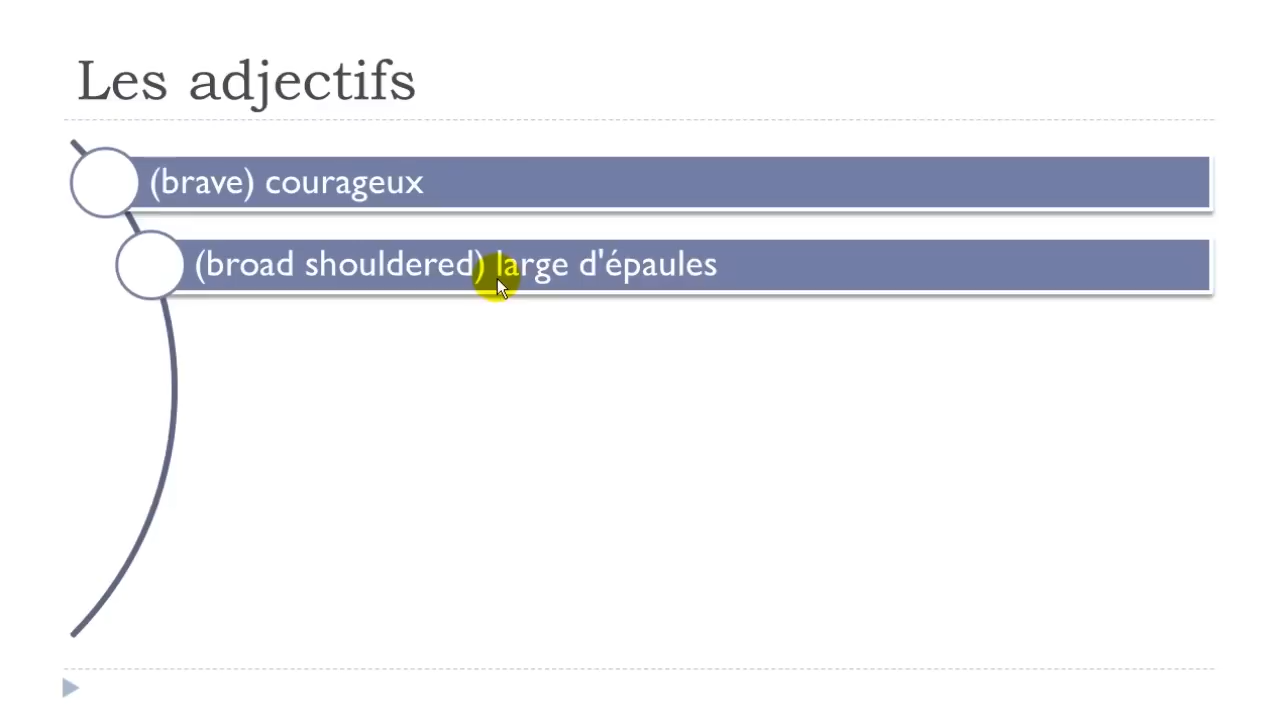 Les adjectifs
(brave) courageux
(broad shouldered) large d'épaules